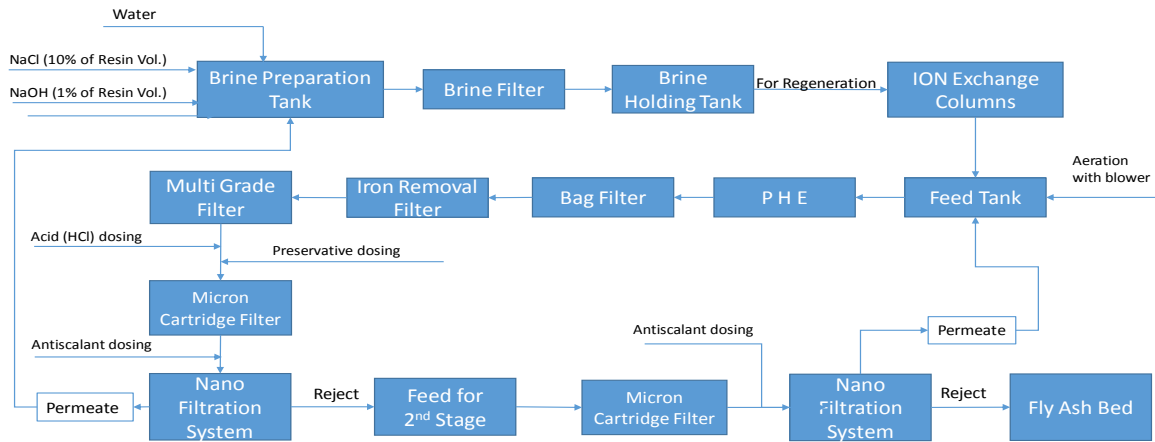 Water
NaCl (10% of Resin Vol.)
NaOH (1% of Resin Vol.)
Brine Preparation
Tank
Brine Filter
Brine
Holding Tank
For Regeneration
ION Exchange
Columns
Multi Grade
Filter
Iron Removal
Filter
Bag Filter
P H E
Feed Tank
Aeration
with blower
Acid (HCl) dosing
Preservative dosing
Micron
Cartridge Filter
Antiscalant dosing
Antiscalant dosing
Permeate
Permeate
Nano
Filtration
System
Reject
Feed for
2nd Stage
Micron
Cartridge Filter
Nano
Filtration
System
Reject
Fly Ash Bed